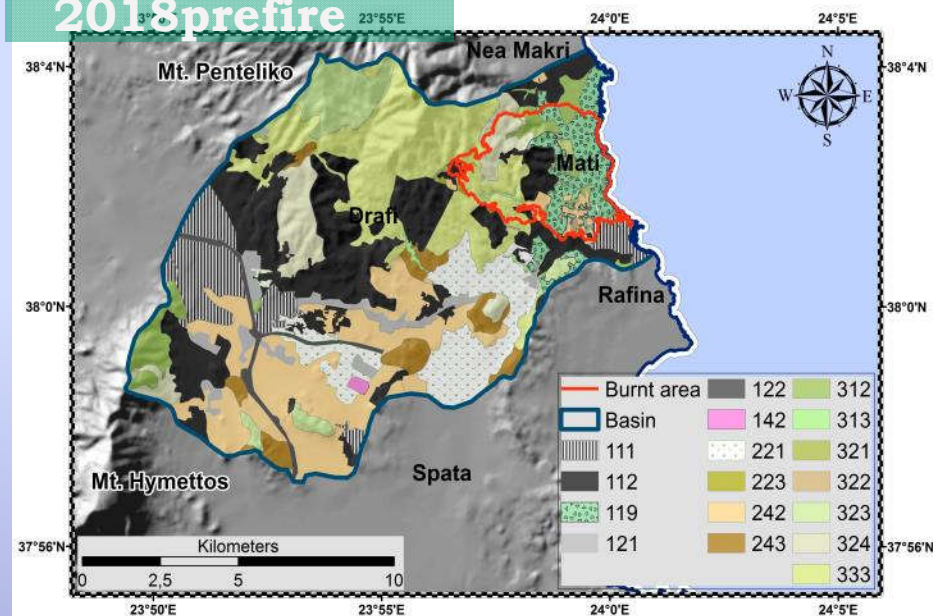 2018prefire
23°50'E 23°55'E 24°0'E 24°5'E
38°4'N 38°4'N
Nea Makri
Mt. Penteliko
N
W E
S
Mati
Drafi
38°0'N 38°0'N
Rafina
Burnt area 122 312
Basin 142 313
111 221 321
112 223 322
119 242 323
121 243 324
333
Spata
Mt. Hymettos
37°56'N 37°56'N
Kilometers
0 2,5 5 10
23°50'E 23°55'E 24°0'E 24°5'E